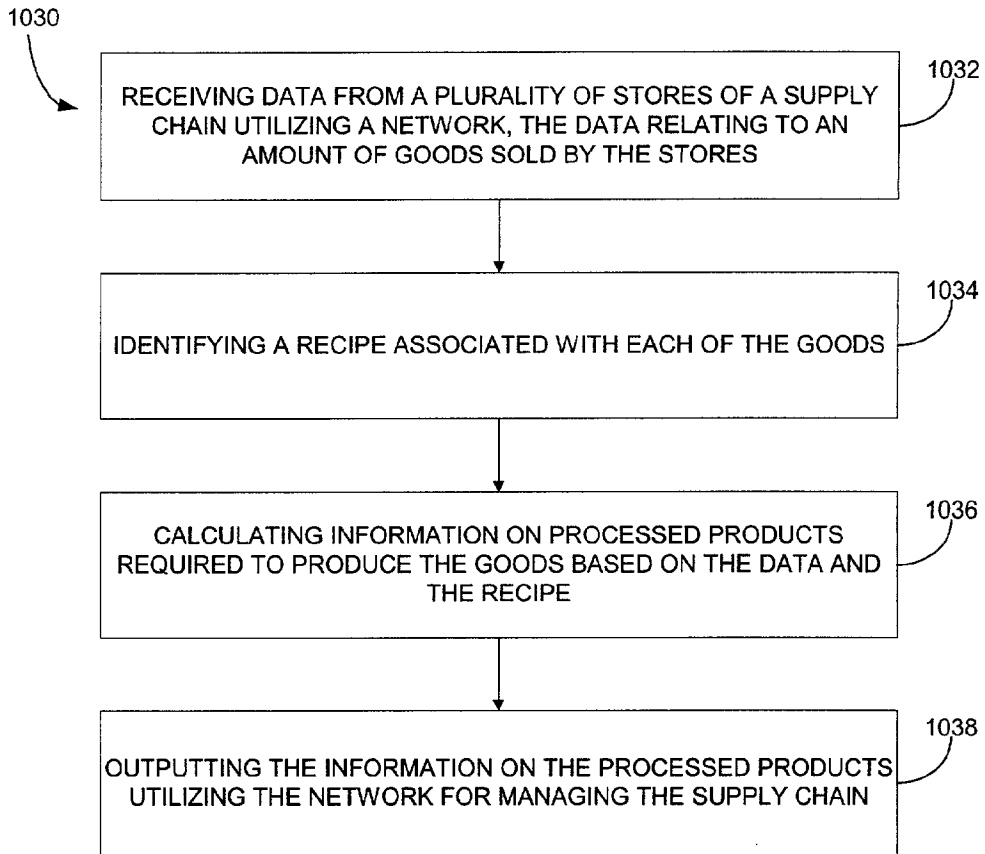 1030
1032
RECEIVING DATA FROM A PLURALITY OF STORES OF A SUPPLY
CHAIN UTILIZING A NETWORK, THE DATA RELATING TO AN
AMOUNT OF GOODS SOLD BY THE STORES
1034
IDENTIFYING A RECIPE ASSOCIATED WITH EACH OF THE GOODS
1036
CALCULATING INFORMATION ON PROCESSED PRODUCTS
REQUIRED TO PRODUCE THE GOODS BASED ON THE DATA AND
THE RECIPE
1038
OUTPUTTING THE INFORMATION ON THE PROCESSED PRODUCTS
UTILIZING THE NETWORK FOR MANAGING THE SUPPLY CHAIN